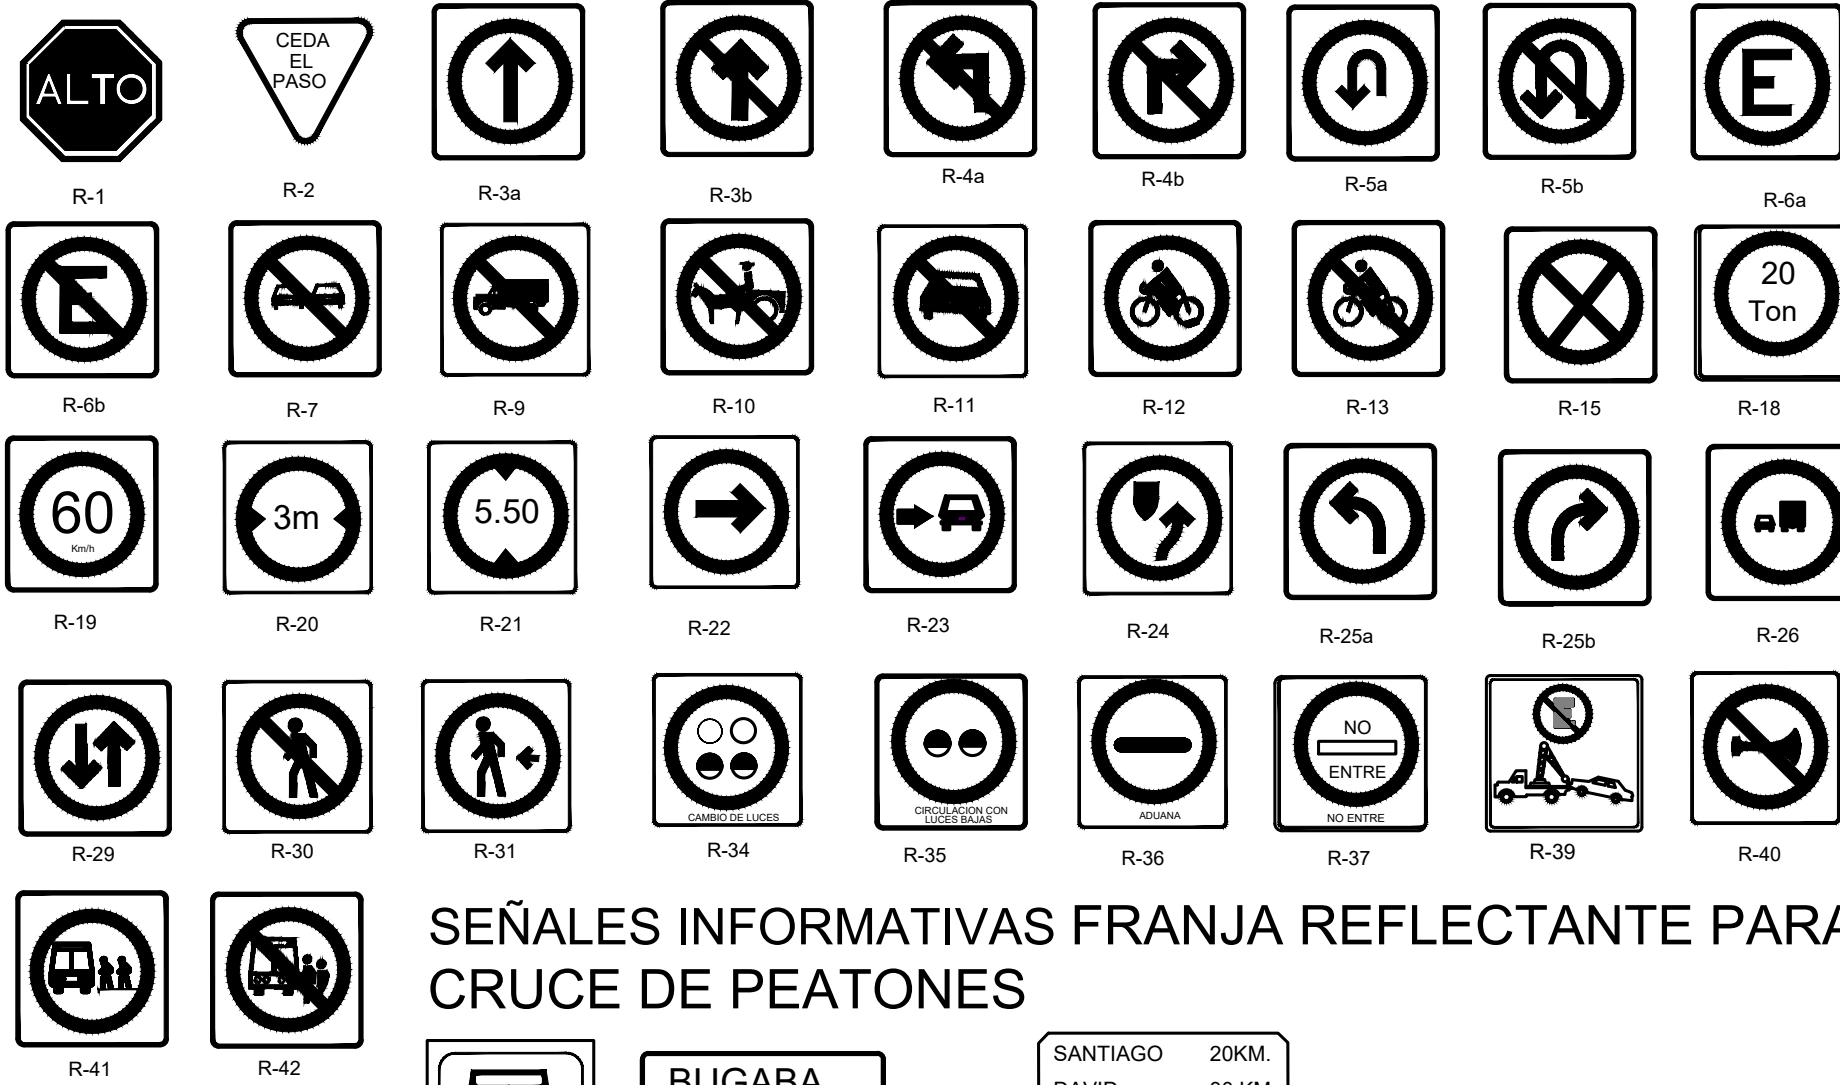 ALTO
CEDA
EL
PASO
E
R-1
R-2
R-3a
R-3b
R-4a
R-4b
R-5a
R-5b
R-6a
E
20
Ton
R-6b
R-7
R-9
R-10
R-11
R-12
R-13
R-15
R-18
60
Km/h
3m
5.50
R-19
R-20
R-21
R-22
R-23
R-24
R-25a
R-25b
R-26
CAMBIO DE LUCES
CIRCULACION CON
LUCES BAJAS
ADUANA
NO
ENTRE
NO ENTRE
E
R-29
R-30
R-31
R-34
R-35
R-36
R-37
R-39
R-40
R-41
R-42
SEÑALES INFORMATIVAS FRANJA REFLECTANTE PARA
CRUCE DE PEATONES
BUGABA
SANTIAGO 20KM.